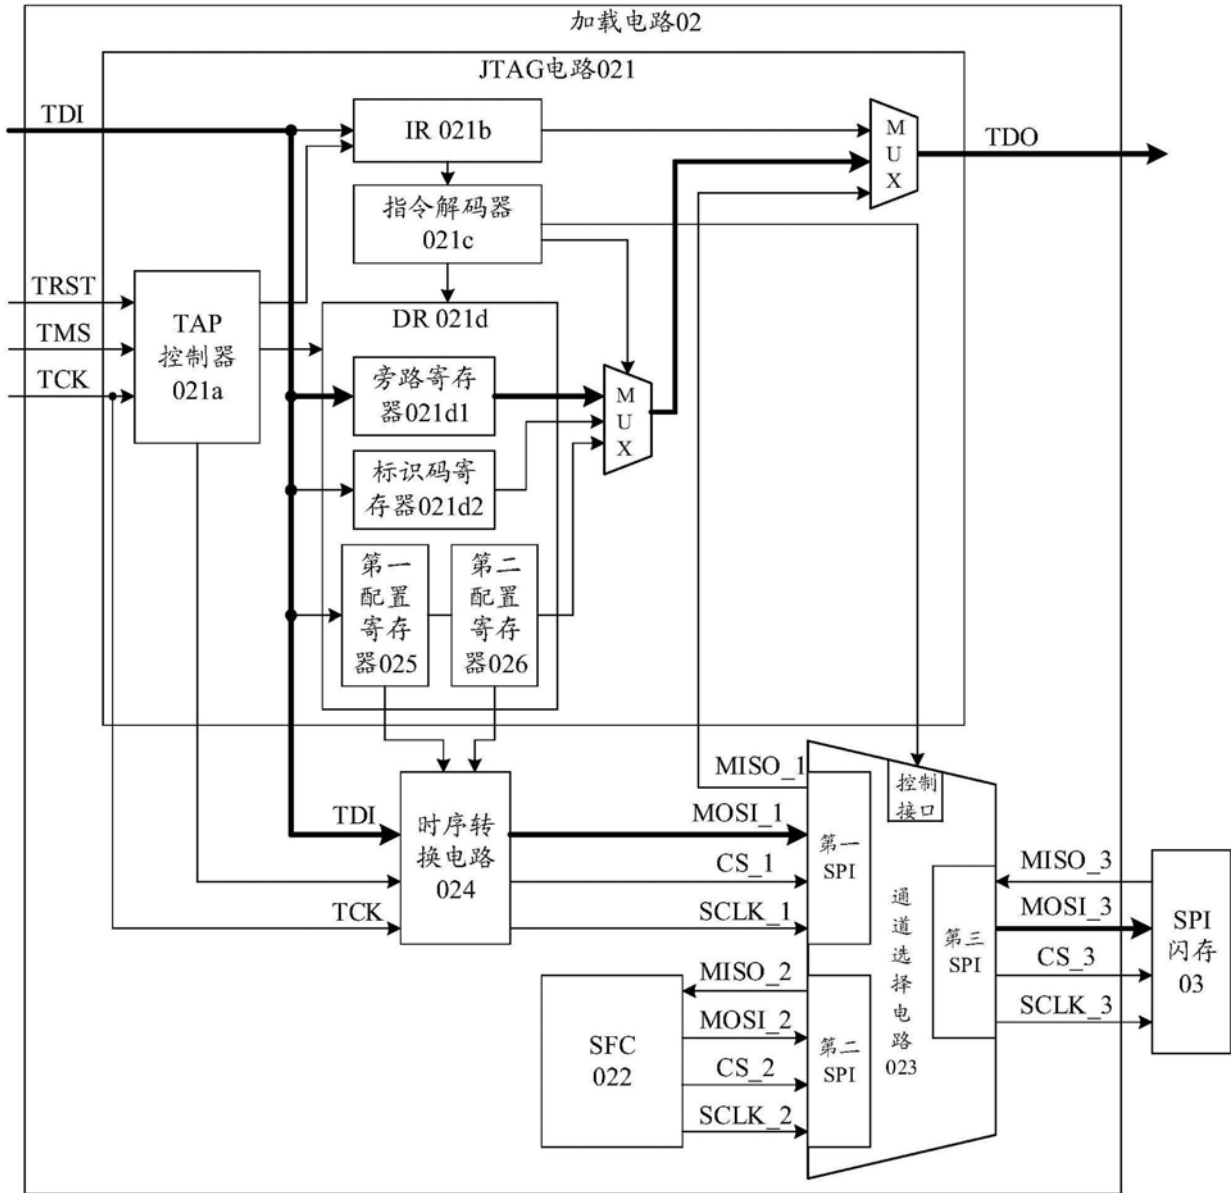 加载电路02
JTAG电路021
TDI
IR 021b
M
U
X
TDO
指令解码器
021c
TRST
TMS
TCK
TAP
控制器
021a
DR 021d
旁路寄存
器021d1
M
U
X
标识码寄
存器021d2
第一
配置
寄存
器025
第二
配置
寄存
器026
MISO_1
控制
接口
TDI
时序转
换电路
024
MOSI_1
CS_1
TCK
SCLK_1
第一
SPI
通
道
选
择
电
路
023
第三
SPI
MISO_3
MOSI_3
CS_3
SCLK_3
SPI
闪存
03
SFC
022
MISO_2
MOSI_2
CS_2
SCLK_2
第二
SPI